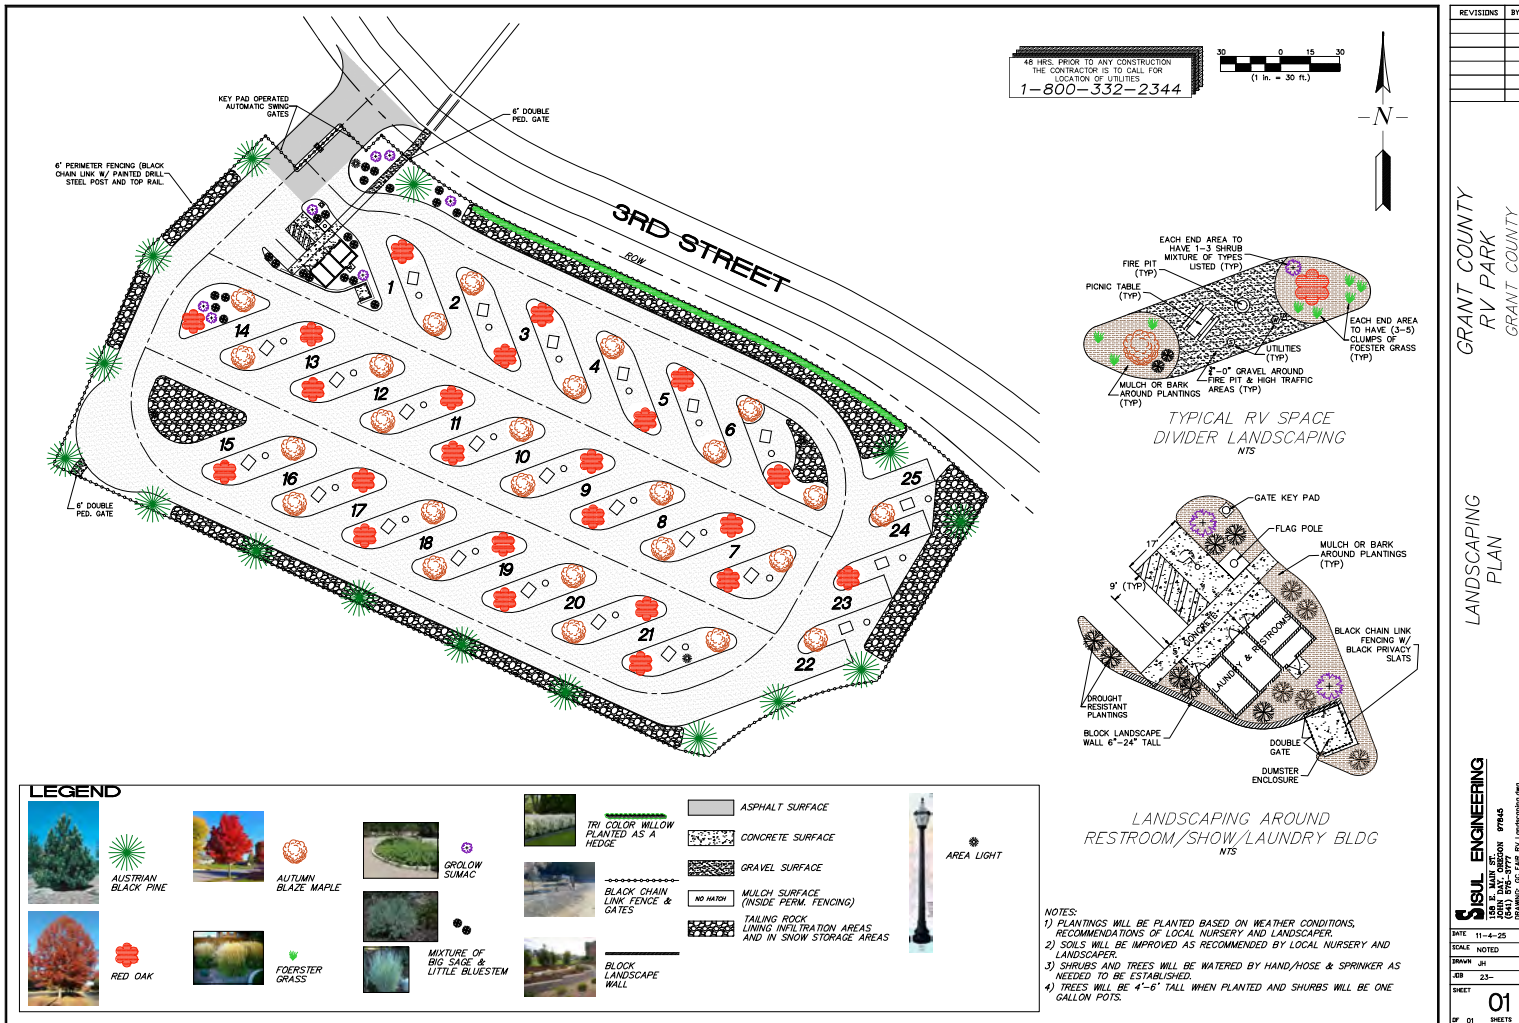 KEY PAD OPERATED
AUTOMATIC SWING
GATES
6' DOUBLE
PED. GATE
6' PERIMETER FENCING (BLACK
CHAIN LINK W/ PAINTED DRILL
STEEL POST AND TOP RAIL.
48 HRS. PRIOR TO ANY CONSTRUCTION
THE CONTRACTOR IS TO CALL FOR
LOCATION OF UTILITIES
1-800-332-2344
30 0 15 30
(1 in. = 30 ft.)
N
3RD STREET
ROW
1
2
3
4
5
6
7
8
9
10
11
12
13
14
15
16
17
18
19
20
21
22
23
24
25
6' DOUBLE
PED. GATE
EACH END AREA TO
HAVE 1-3 SHRUB
MIXTURE OF TYPES
LISTED (TYP)
FIRE PIT
(TYP)
PICNIC TABLE
(TYP)
EACH END AREA
TO HAVE (3-5)
CLUMPS OF
FOESTER GRASS
(TYP)
UTILITIES
(TYP)
"-0" GRAVEL AROUND
FIRE PIT & HIGH TRAFFIC
AREAS (TYP)
MULCH OR BARK
AROUND PLANTINGS
(TYP)
TYPICAL RV SPACE
DIVIDER LANDSCAPING
NTS
GATE KEY PAD
FLAG POLE
MULCH OR BARK
AROUND PLANTINGS
(TYP)
17'
9' (TYP)
CONCRETE
LAUNDRY & RESTROOMS
BLACK CHAIN LINK
FENCING W/
BLACK PRIVACY
SLATS
DROUGHT
RESISTANT
PLANTINGS
BLOCK LANDSCAPE
WALL 6"-24" TALL
DOUBLE
GATE
DUMSTER
ENCLOSURE
LANDSCAPING AROUND
RESTROOM/SHOW/LAUNDRY BLDG
NTS
LEGEND
AUSTRIAN
BLACK PINE
RED OAK
AUTUMN
BLAZE MAPLE
FOERSTER
GRASS
GROLOW
SUMAC
MIXTURE OF
BIG SAGE &
LITTLE BLUESTEM
TRI COLOR WILLOW
PLANTED AS A
HEDGE
BLACK CHAIN
LINK FENCE &
GATES
BLOCK
LANDSCAPE
WALL
ASPHALT SURFACE
CONCRETE SURFACE
GRAVEL SURFACE
NO HATCH
MULCH SURFACE
(INSIDE PERM. FENCING)
TAILING ROCK
LINING INFILTRATION AREAS
AND IN SNOW STORAGE AREAS
AREA LIGHT
NOTES:
1) PLANTINGS WILL BE PLANTED BASED ON WEATHER CONDITIONS,
RECOMMENDATIONS OF LOCAL NURSERY AND LANDSCAPER.
2) SOILS WILL BE IMPROVED AS RECOMMENDED BY LOCAL NURSERY AND
LANDSCAPER.
3) SHRUBS AND TREES WILL BE WATERED BY HAND/HOSE & SPRINKER AS
NEEDED TO BE ESTABLISHED.
4) TREES WILL BE 4'-6' TALL WHEN PLANTED AND SHURBS WILL BE ONE
GALLON POTS.
REVISIONS BY
GRANT COUNTY
RV PARK
GRANT COUNTY
LANDSCAPING
PLAN
SISUL ENGINEERING
158 E. MAIN ST.
JOHN DAY, OREGON 97845
(541) 575-3777
DRAWING: GC FAIR RV Landscaping.dwg
DATE 11-4-25
SCALE NOTED
DRAWN JH
JOB 23-
SHEET
01
OF 01 SHEETS